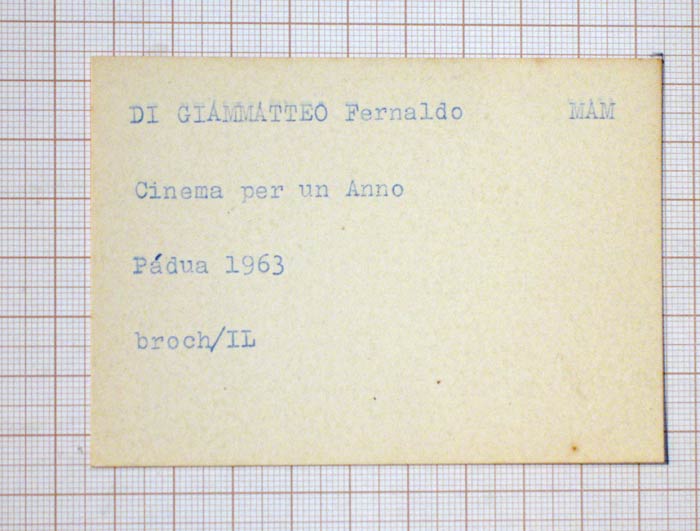 DI GIAMMATTEO Fernaldo MAM
Cinema per un Anno
Pádua 1963
broch/IL